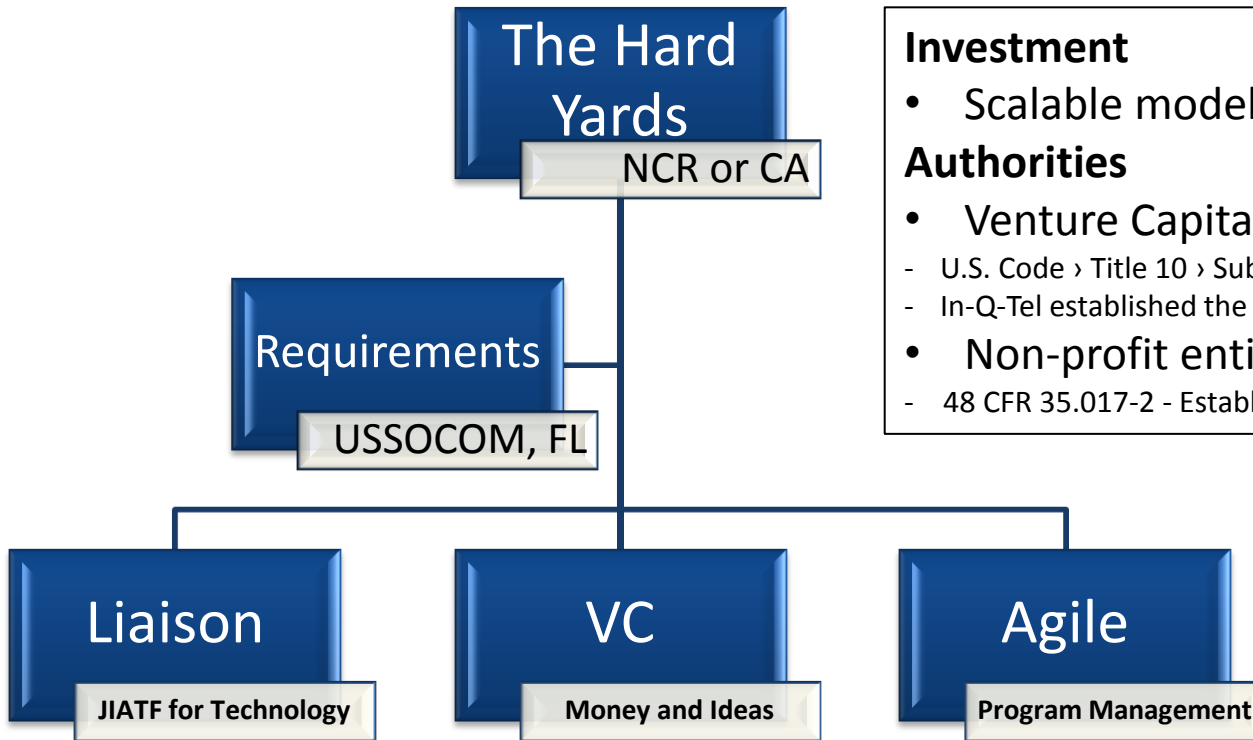 The Hard
Yards
NCR or CA
Requirements
USSOCOM, FL
Liaison
JIATF for Technology
VC
Money and Ideas
Agile
Program Management
Investment
• Scalable model
Authorities
• Venture Capita
- U.S. Code › Title 10 › Sub
- In-Q-Tel established the
• Non-profit enti
- 48 CFR 35.017-2 - Establ